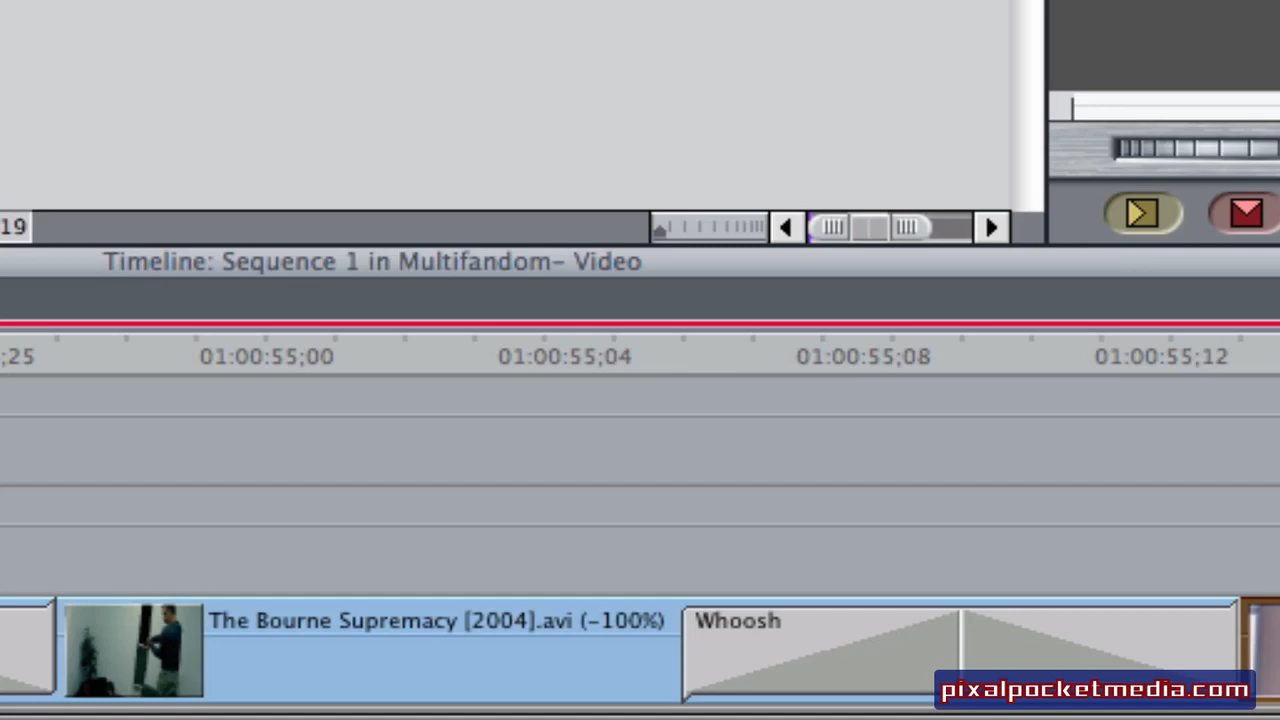 19
Timeline: Sequence 1 in Multifandom- Video
;25 01:00:55;00 01:00:55;04 01:00:55;08 01:00:55;12
The Bourne Supremacy [2004].avi (-100%) Whoosh
pixalpocketmedia.com